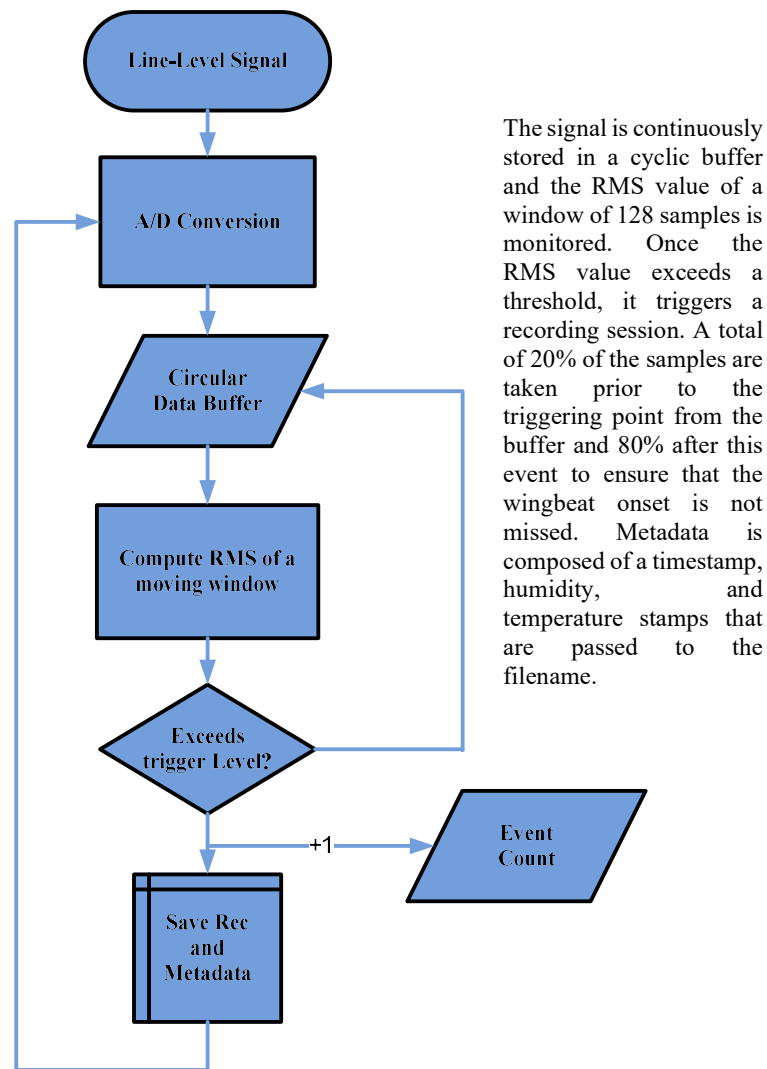 Line-Level Signal
A/D Conversion
Circular
Data Buffer
Compute RMS of a
moving window
Exceeds
trigger Level?
+1
Event
Count
Save Rec
and
Metadata
The signal is continuously
stored in a cyclic buffer
and the RMS value of a
window of 128 samples is
monitored. Once the
RMS value exceeds a
threshold, it triggers a
recording session. A total
of 20% of the samples are
taken prior to the
triggering point from the
buffer and 80% after this
event to ensure that the
wingbeat onset is not
missed. Metadata is
composed of a timestamp,
humidity, and
temperature stamps that
are passed to the
filename.